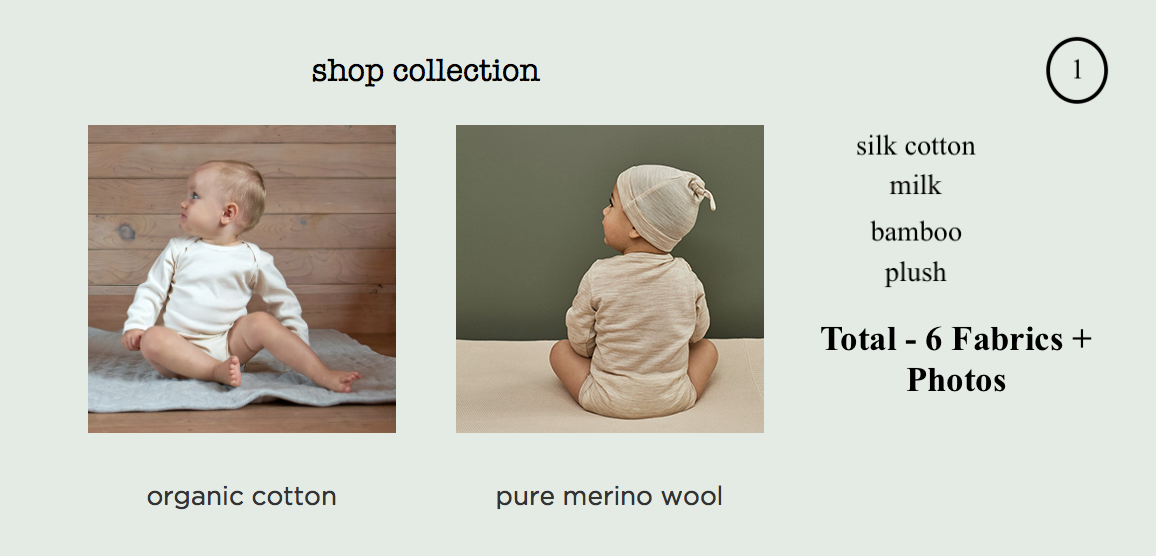 shop collection
1
silk cotton
milk
bamboo
plush
Total - 6 Fabrics +
Photos
organic cotton
pure merino wool